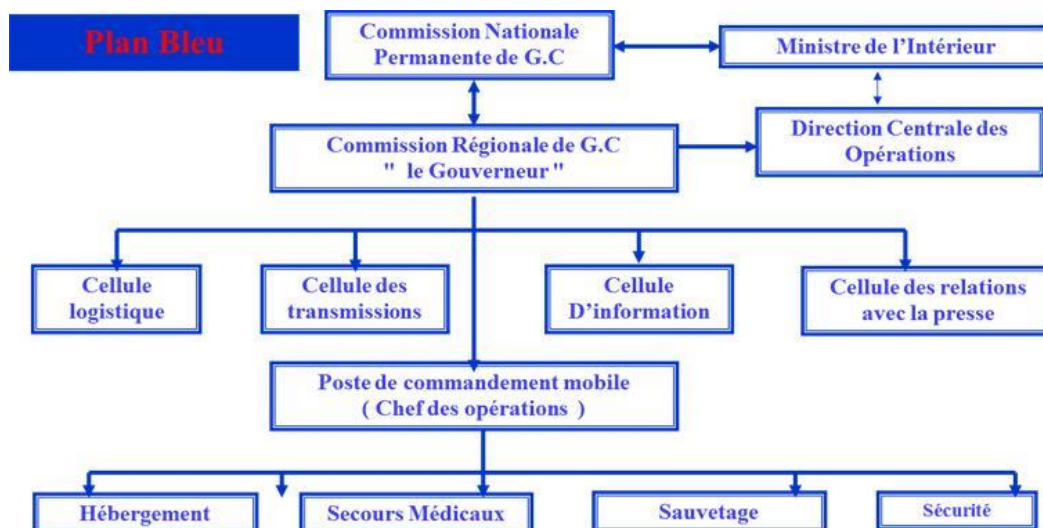 Plan Bleu
Commission Nationale
Permanente de G.C
Ministre de l'Intérieur
Commission Régionale de G.C
" le Gouverneur "
Direction Centrale des
Opérations
Cellule
logistique
Cellule des
transmissions
Cellule
D'information
Cellule des relations
avec la presse
Poste de commandement mobile
( Chef des opérations )
Hébergement
Secours Médicaux
Sauvetage
Sécurité